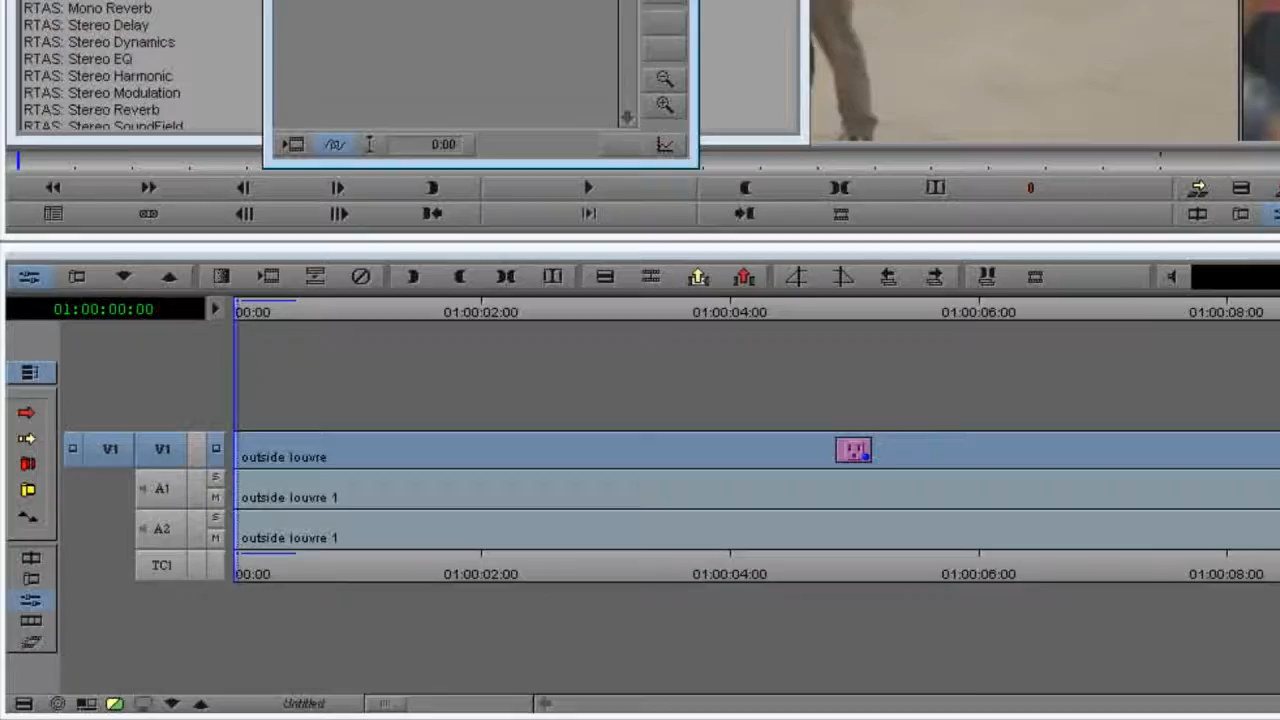 RTAS: Mono Reverb
RTAS: Stereo Delay
RTAS: Stereo Dynamics
RTAS: Stereo EQ
RTAS: Stereo Harmonic
RTAS: Stereo Modulation
RTAS: Stereo Reverb
RTAS: Stereo SoundField
0:00
0
01:00:00:00
00:00
01:00:02:00
01:00:04:00
01:00:06:00
01:00:08:00
V1
V1
outside louvre
A1
S
M
outside louvre 1
A2
S
M
outside louvre 1
TC1
00:00
01:00:02:00
01:00:04:00
01:00:06:00
01:00:08:00
Untitled